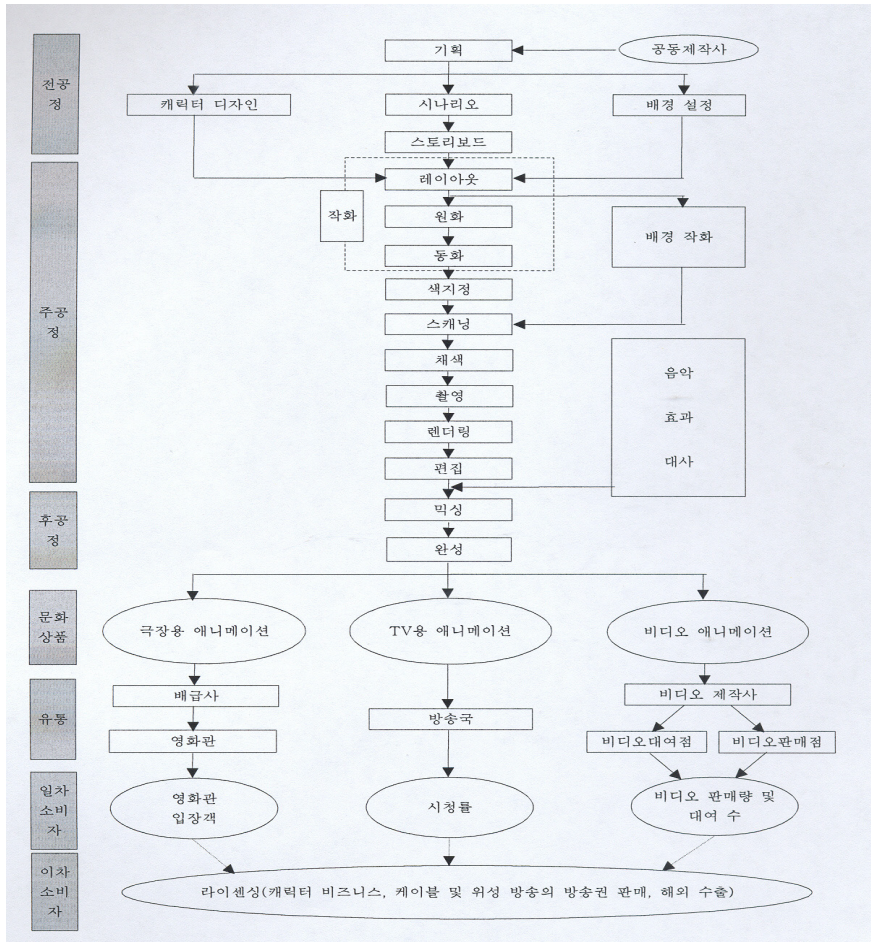 기획
공동제작사
전공
정
캐릭터 디자인
시나리오
배경 설정
스토리보드
레이아웃
작화
원화
배경 작화
동화
색지정
주공
정
스캐닝
채색
음악
촬영
효과
렌더링
대사
편집
믹싱
후공
정
완성
문화
상품
극장용 애니메이션
TV용 애니메이션
비디오 애니메이션
배급사
비디오 제작사
유통
방송국
영화관
비디오대여점
비디오판매점
일차
소비
자
영화관
입장객
시청률
비디오 판매량 및
대여 수
이차
소비
자
라이센싱(캐릭터 비즈니스, 케이블 및 위성 방송의 방송권 판매, 해외 수출)